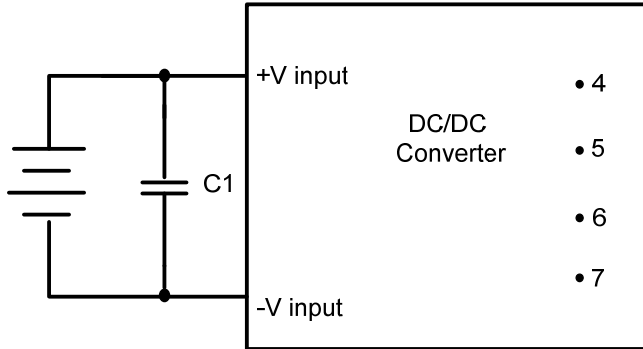 +V input
• 4
DC/DC
Converter
• 5
C1
• 6
• 7
-V input